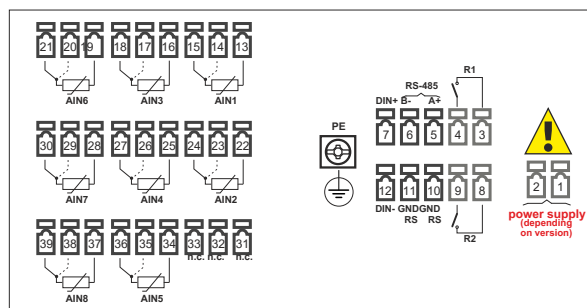 21 20 19 18 17 16 15 14 13
AIN6 AIN3 AIN1
30 29 28 27 26 25 24 23 22
AIN7 AIN4 AIN2
39 38 37 36 35 34 33 32 31
n.c. n.c. n.c.
AIN8 AIN5
PE
R1
RS-485
DIN+ B- A+
7 6 5 4 3
12 11 10 9 8
DIN- GND GND
RS RS
R2
2 1
power supply
(depending
on version)